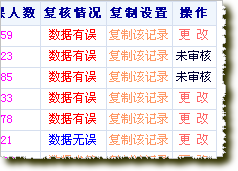 人数 复核情况 复制设置 操作
59 数据有误 复制该记录 更 改
23 数据有误 复制该记录 未审核
85 数据有误 复制该记录 未审核
33 数据有误 复制该记录 更 改
78 数据有误 复制该记录 更 改
21 数据无误 复制该记录 更 改